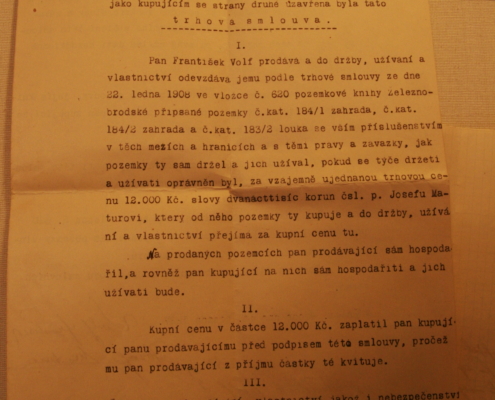 jako kupujícím se strany druhé uzavřena byla tato
trhová smlouva.
I.
Pan František Volf prodává a do držby, užívání a
vlastnictví odevzdává jemu podle trhové smlouvy ze dne
22. ledna 1908 ve vložce č. 620 pozemkové knihy železno-
brodské připsané pozemky č.kat. 184/1 zahrada, č.kat.
184/2 zahrada a č.kat. 183/2 louka se vším příslušenstvím
v těch mezích a hranicích a s těmi právy a závazky, jak
pozemky ty sám držel a jich užíval, pokud se týče držeti
a užívati oprávněn byl, za vzájemně ujednanou trhovou ce-
nu 12.000 Kč. slovy dvanácttisíc korun čsl. p. Josefu Ma-
turovi, který od něho pozemky ty kupuje a do držby, užívá
ní a vlastnictví přejímá za kupní cenu tu.
Na prodaných pozemcích pan prodávající sám hospoda-
řil,a rovněž pan kupující na nich sám hospodařiti a jich
užívati bude.
II.
Kupní cenu v částce 12.000 Kč. zaplatil pan kupují-
cí panu prodávajícímu před podpisem této smlouvy, pročež
mu pan prodávající z příjmu částky té kvituje.
III.
vlastnictví jakož i nebezpečenství